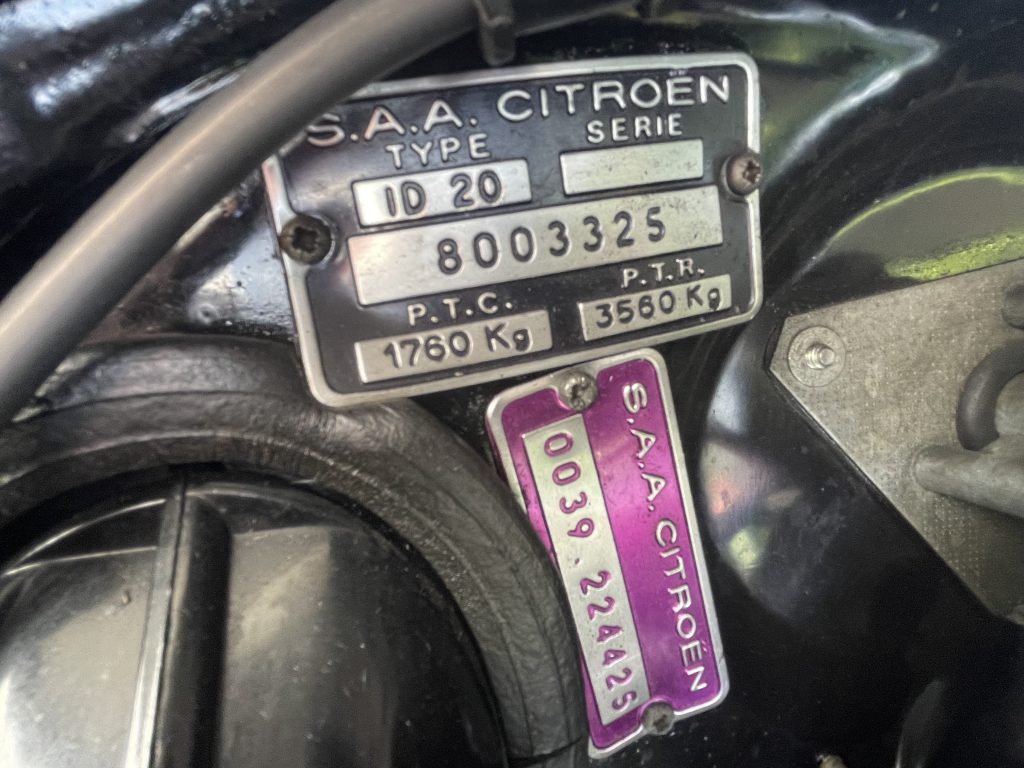 S.A.A. CITROËN
TYPE SERIE
ID 20
8003325
P.T.C. P.T.R.
1760 Kg 3560 Kg
S.A.A. CITROËN
0039.224425